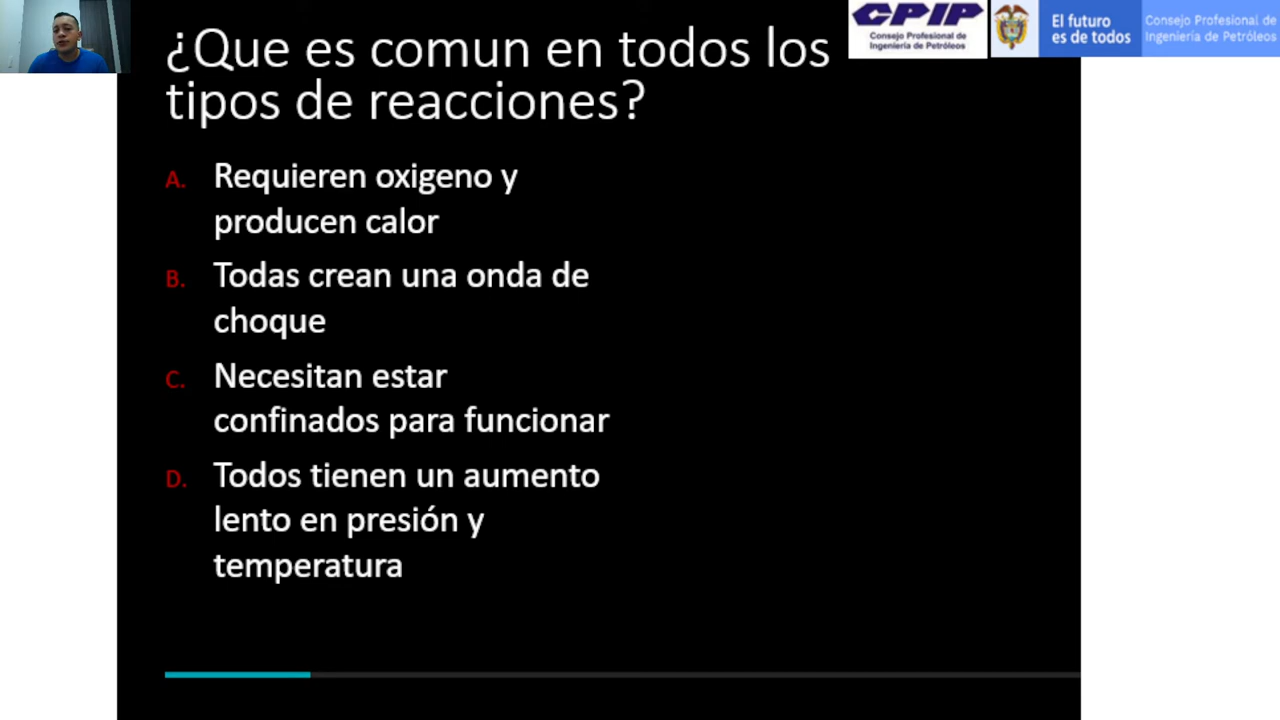 ¿Que es comun en todos los
tipos de reacciones?
CPIP
Consejo Profesional de
Ingeniería de Petróleos
El futuro
es de todos
Consejo Profesional de
Ingeniería de Petróleos
A. Requieren oxigeno y
producen calor
B. Todas crean una onda de
choque
C. Necesitan estar
confinados para funcionar
D. Todos tienen un aumento
lento en presión y
temperatura